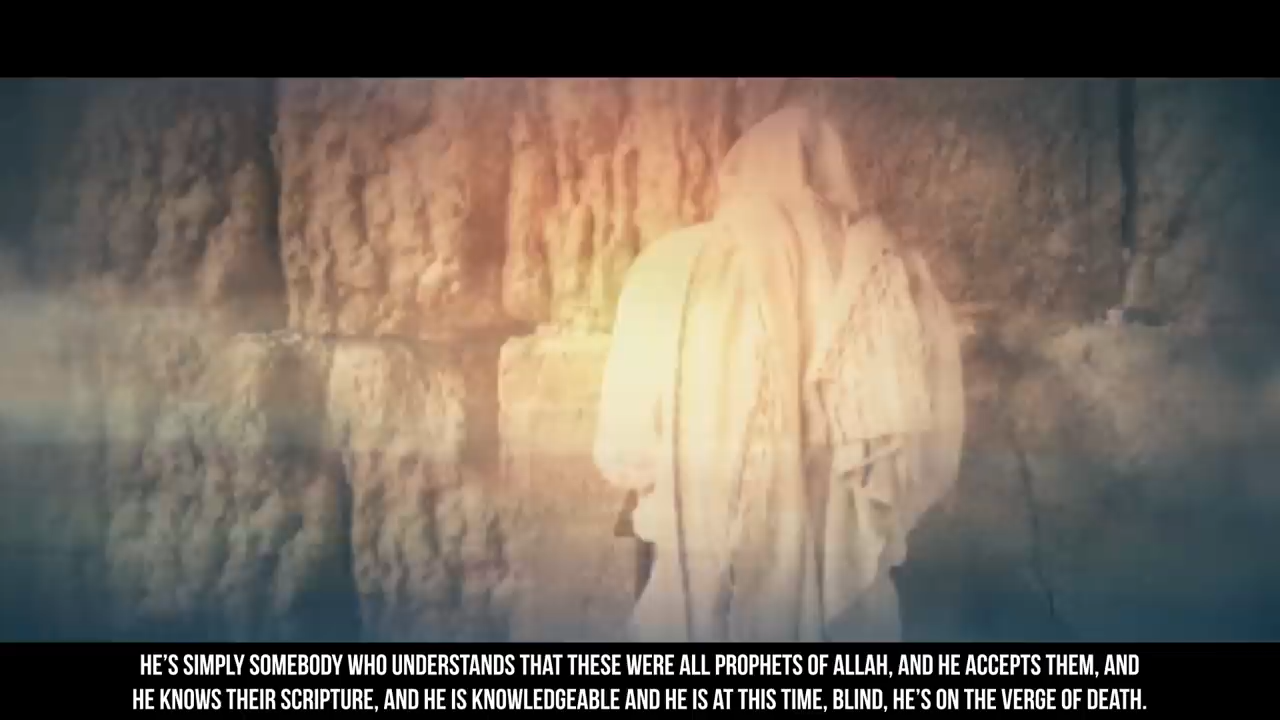 HE'S SIMPLY SOMEBODY WHO UNDERSTANDS THAT THESE WERE ALL PROPHETS OF ALLAH, AND HE ACCEPTS THEM, AND
HE KNOWS THEIR SCRIPTURE, AND HE IS KNOWLEDGEABLE AND HE IS AT THIS TIME, BLIND, HE'S ON THE VERGE OF DEATH.